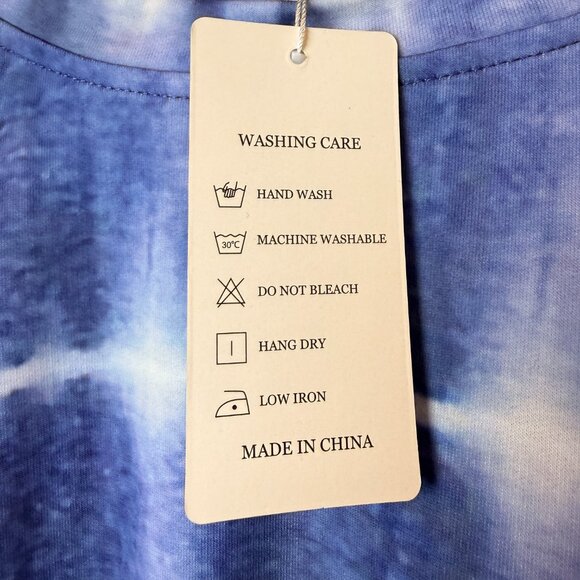 WASHING CARE
HAND WASH
30°C MACHINE WASHABLE
DO NOT BLEACH
HANG DRY
LOW IRON
MADE IN CHINA